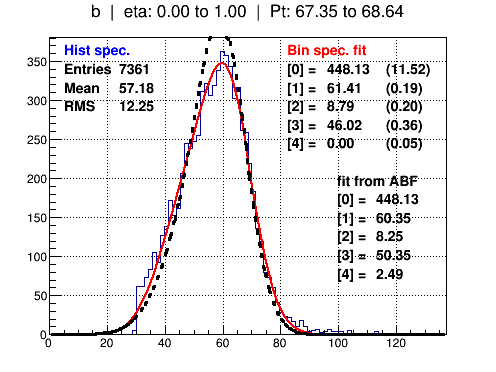 b | eta: 0.00 to 1.00 | Pt: 67.35 to 68.64
Hist spec.
Entries 7361
Mean 57.18
RMS 12.25
Bin spec. fit
[0] = 448.13 (11.52)
[1] = 61.41 (0.19)
[2] = 8.79 (0.20)
[3] = 46.02 (0.36)
[4] = 0.00 (0.05)
fit from ABF
[0] = 448.13
[1] = 60.35
[2] = 8.25
[3] = 50.35
[4] = 2.49
350
300
250
200
150
100
50
0
0 20 40 60 80 100 120